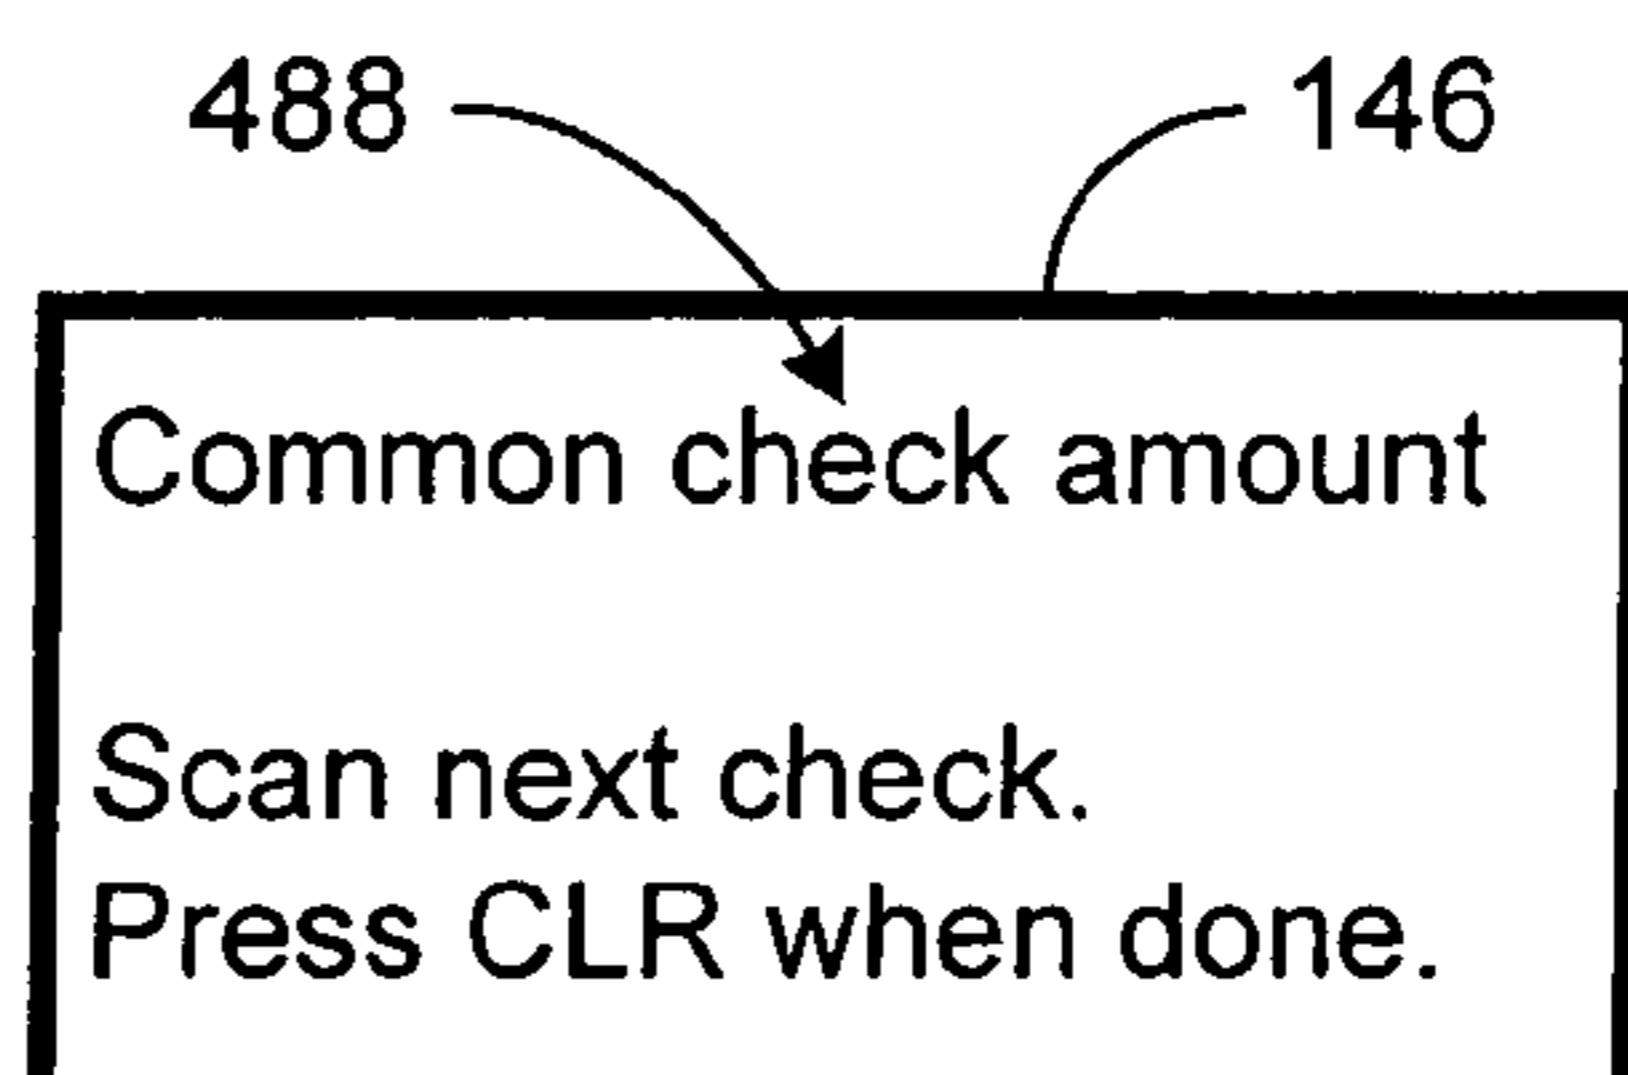 488 146
Common check amount
Scan next check.
Press CLR when done.